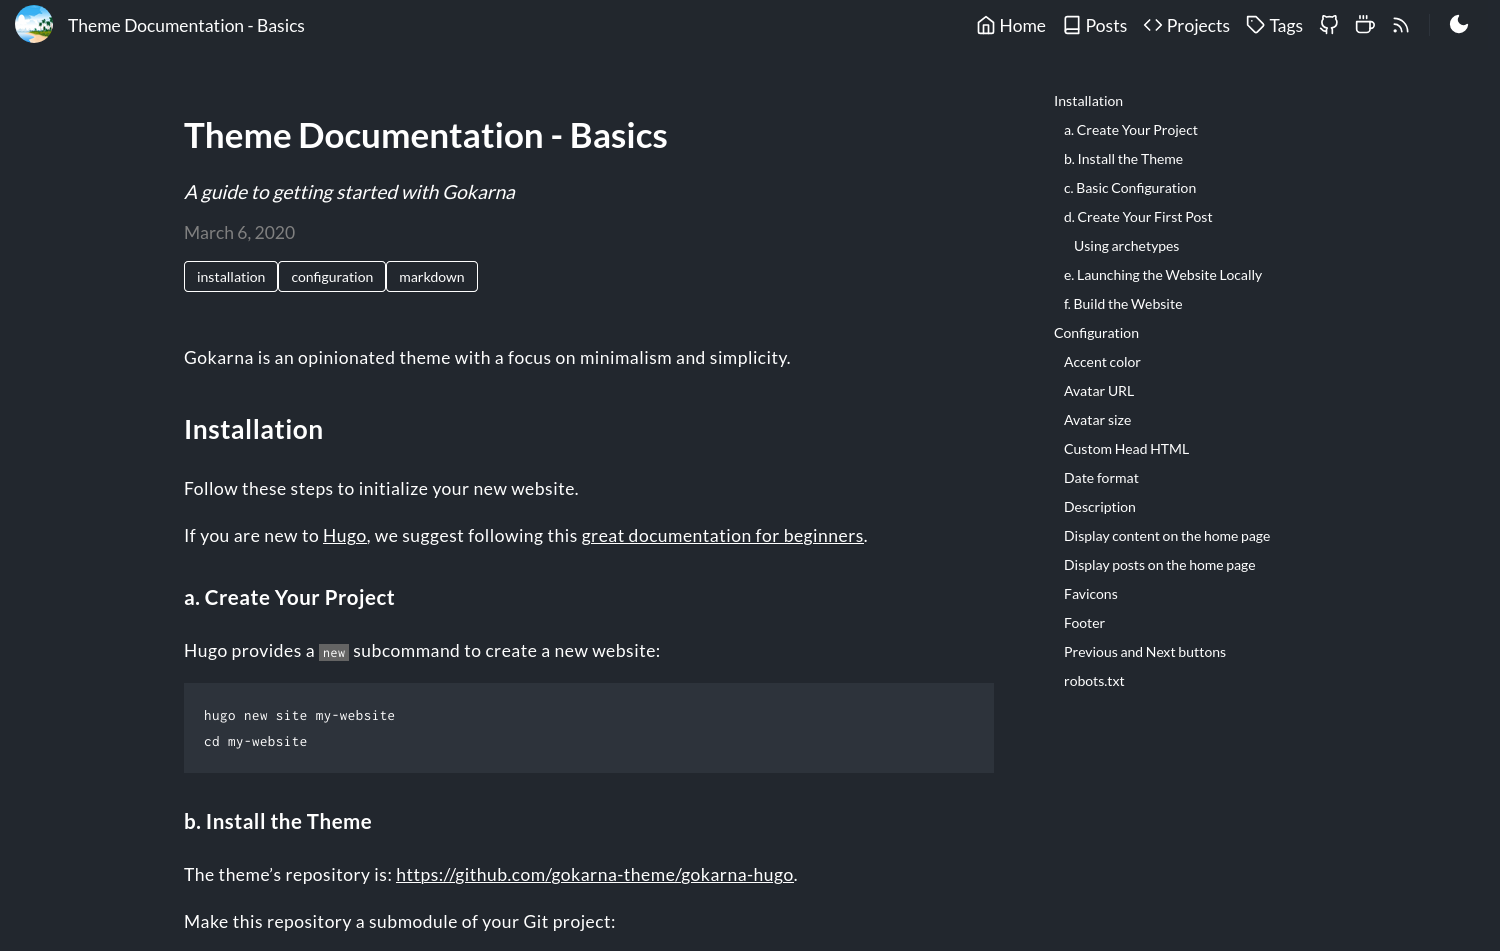 Theme Documentation - Basics
Home
Posts
Projects
Tags
Theme Documentation - Basics
A guide to getting started with Gokarna
March 6, 2020
installation
configuration
markdown
Gokarna is an opinionated theme with a focus on minimalism and simplicity.
Installation
Follow these steps to initialize your new website.
If you are new to Hugo, we suggest following this great documentation for beginners.
a. Create Your Project
Hugo provides a new subcommand to create a new website:
hugo new site my-website
cd my-website
b. Install the Theme
The theme’s repository is: https://github.com/gokarna-theme/gokarna-hugo.
Make this repository a submodule of your Git project:
Installation
a. Create Your Project
b. Install the Theme
c. Basic Configuration
d. Create Your First Post
Using archetypes
e. Launching the Website Locally
f. Build the Website
Configuration
Accent color
Avatar URL
Avatar size
Custom Head HTML
Date format
Description
Display content on the home page
Display posts on the home page
Favicons
Footer
Previous and Next buttons
robots.txt